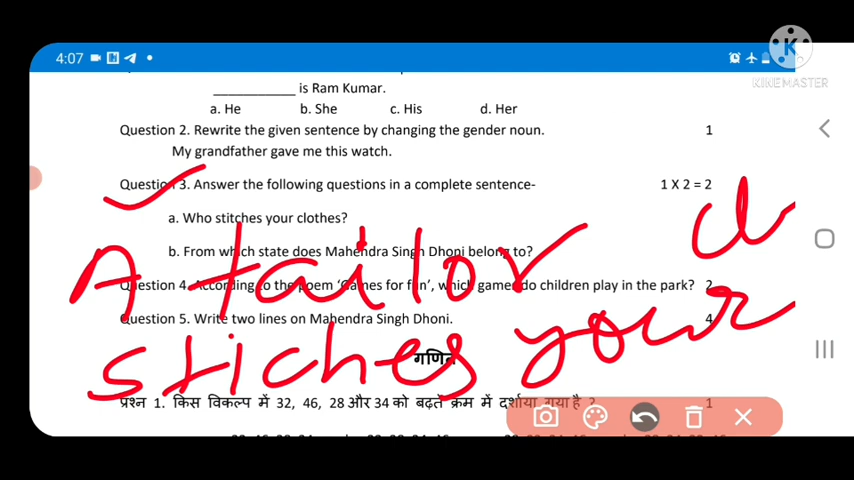 4:07
KINEMASTER
is Ram Kumar.
a. He b. She c. His d. Her
Question 2. Rewrite the given sentence by changing the gender noun. 1
My grandfather gave me this watch.
Question 3. Answer the following questions in a complete sentence- 1 X 2 = 2
a. Who stitches your clothes?
b. From which state does Mahendra Singh Dhoni belong to?
A tailor
Question 4. According to the poem ‘Games for fun’, which games do children play in the park? 2
Question 5. Write two lines on Mahendra Singh Dhoni. 4
stiches your
गणित
प्रश्न 1. किस विकल्प में 32, 46, 28 और 34 को बढ़ते क्रम में दर्शाया गया है ? 1